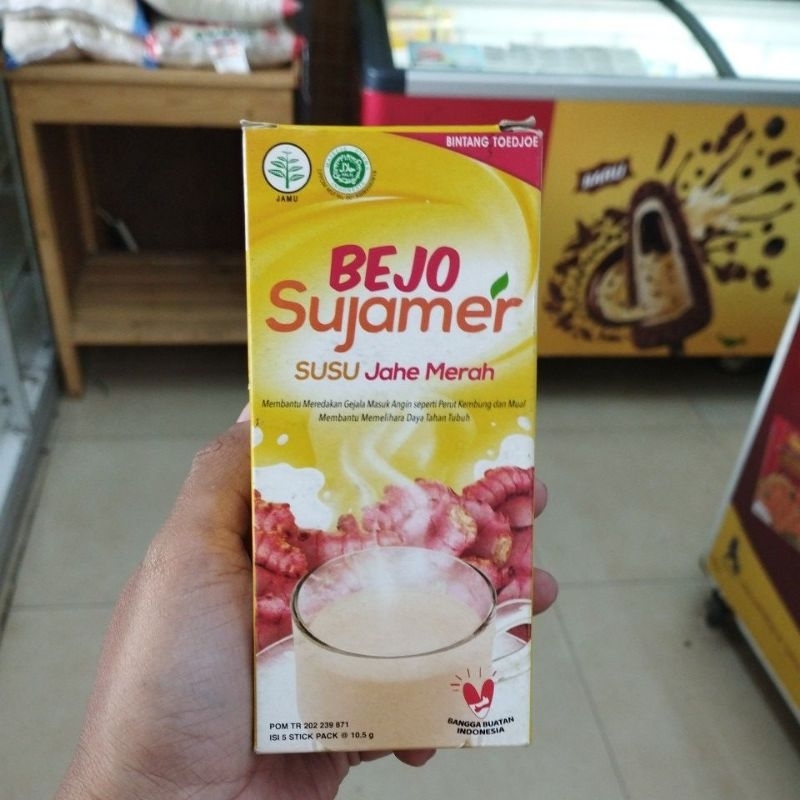 BINTANG TOEDJOE
JAMU
HALAL
BEJO
Sujamer
SUSU Jahe Merah
Membantu Meredakan Gejala Masuk Angin seperti Perut Kembung dan Mual
Membantu Memelihara Daya Tahan Tubuh
BANGGA BUATAN
INDONESIA
POM TR 202 239 871
ISI 5 STICK PACK @ 10.5 g